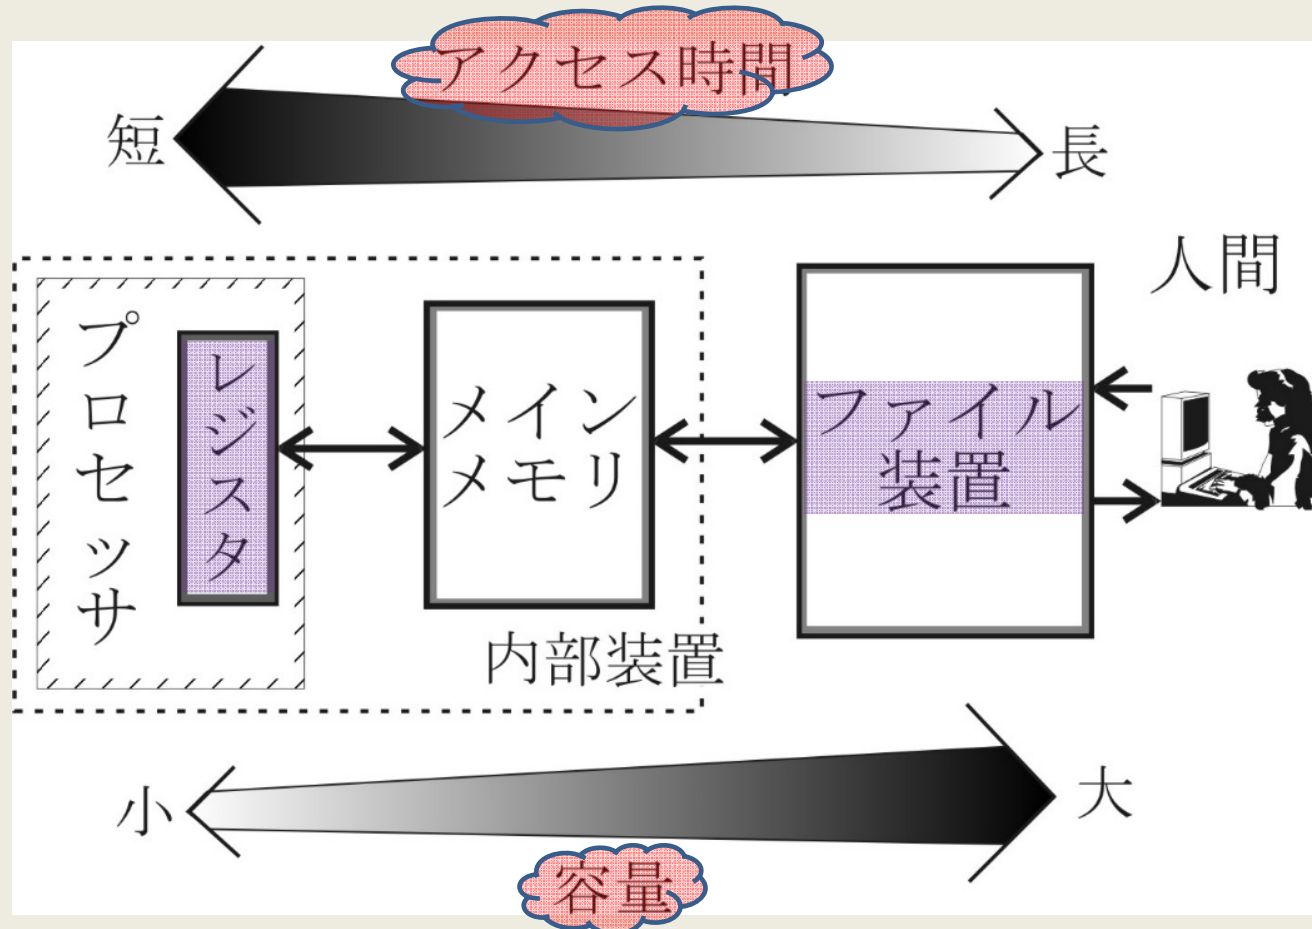 アクセス時間
短
長
人間
プロセッサ
レジスタ
メイン
メモリ
ファイル
装置
内部装置
小
大
容量